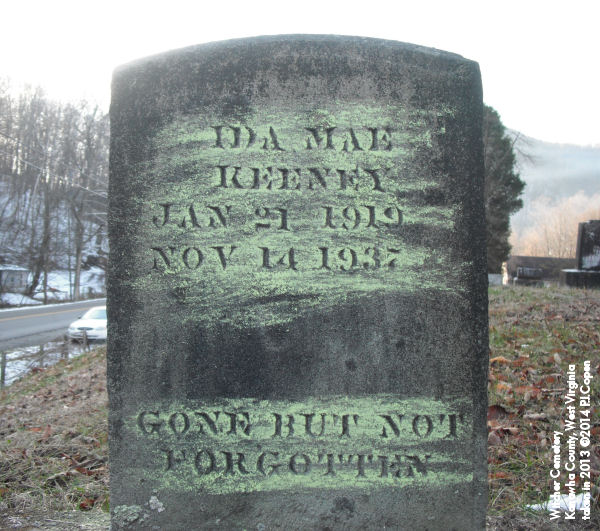 IDA MAE
KEENEY
JAN 21 1919
NOV 14 1937
GONE BUT NOT
FORGOTTEN
Witcher Cemetery
Kanawha County, West Virginia
taken in 2013 ©2014 P.J.Copen